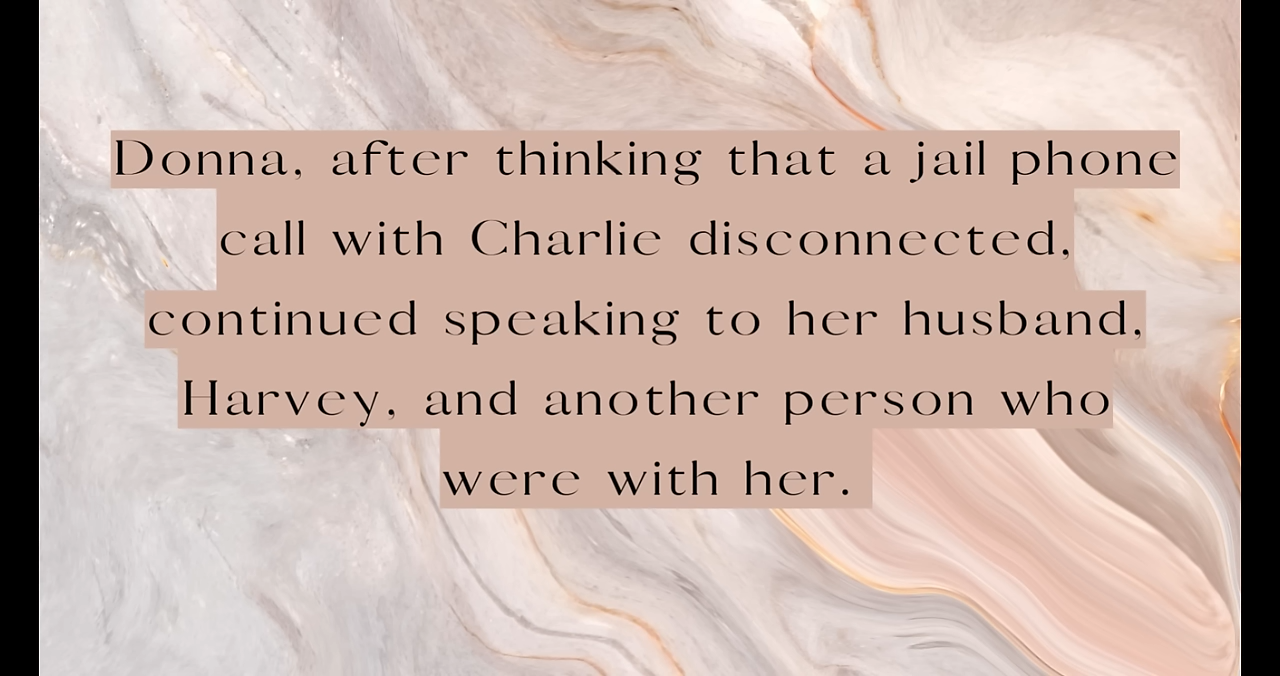 Donna, after thinking that a jail phone
call with Charlie disconnected,
continued speaking to her husband,
Harvey, and another person who
were with her.